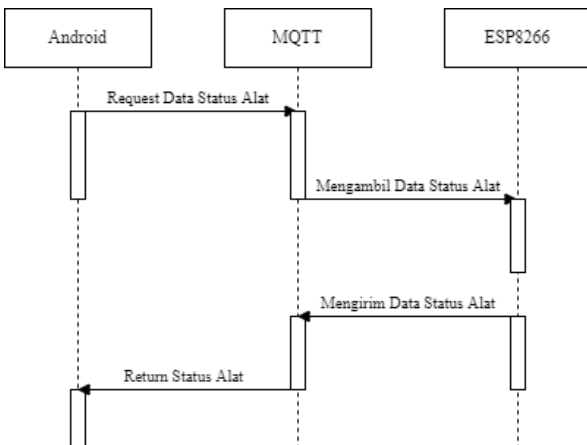 Android
MQTT
ESP8266
Request Data Status Alat
Mengambil Data Status Alat
Mengirim Data Status Alat
Return Status Alat